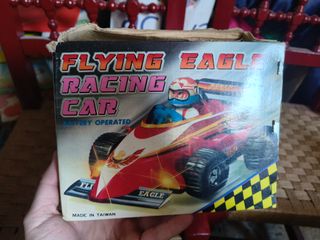 FLYING EAGLE
RACING
CAR
BATTERY OPERATED
EAGLE
MADE IN TAIWAN